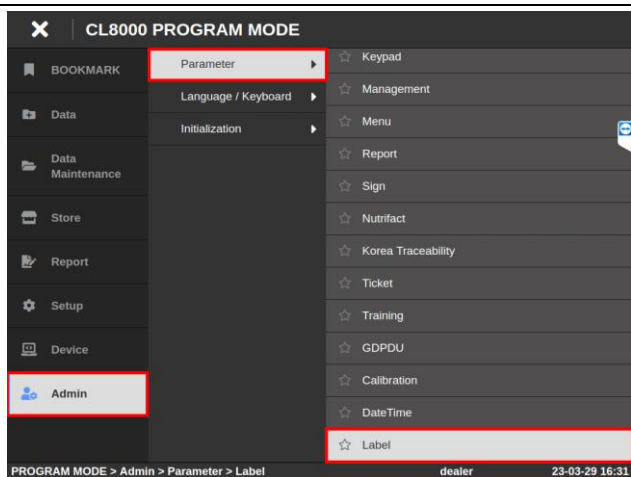 CL8000 PROGRAM MODE
BOOKMARK
Data
Data
Maintenance
Store
Report
Setup
Device
Admin
Parameter
Language / Keyboard
Initialization
Keypad
Management
Menu
Report
Sign
Nutrifact
Korea Traceability
Ticket
Training
GDPDU
Calibration
DateTime
Label
PROGRAM MODE > Admin > Parameter > Label dealer 23-03-29 16:31